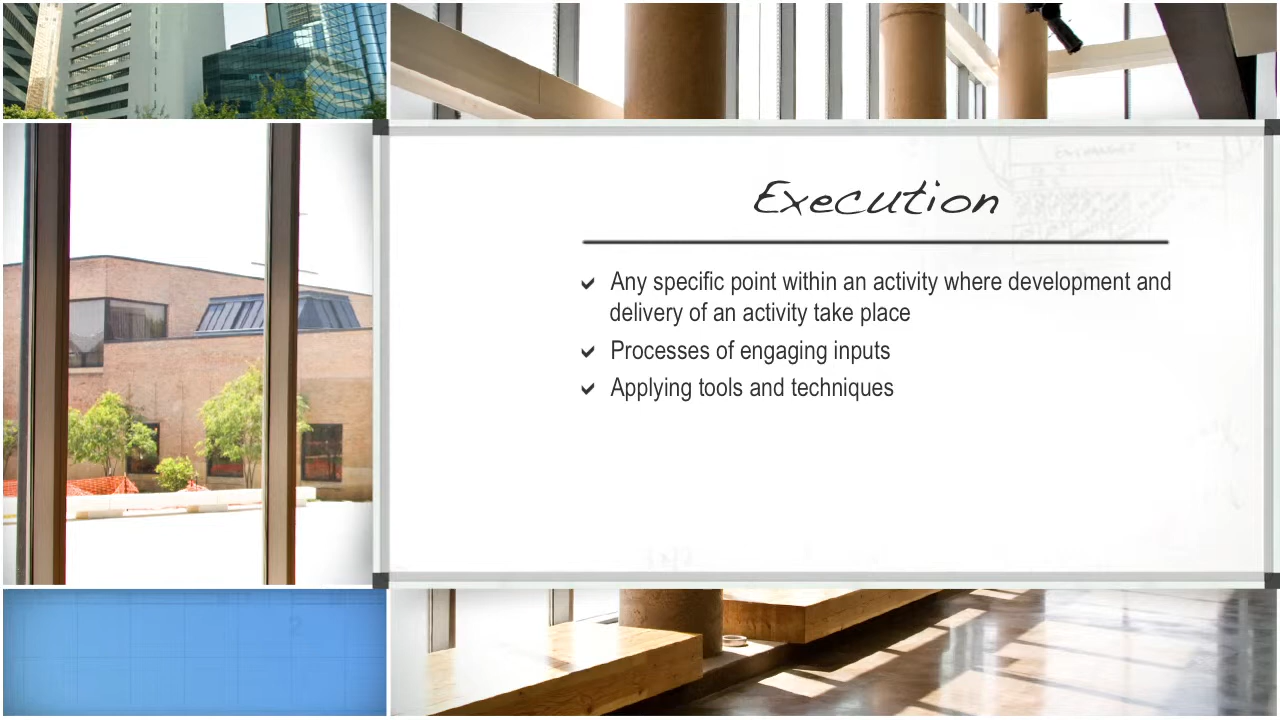 Execution
Any specific point within an activity where development and
delivery of an activity take place
Processes of engaging inputs
Applying tools and techniques